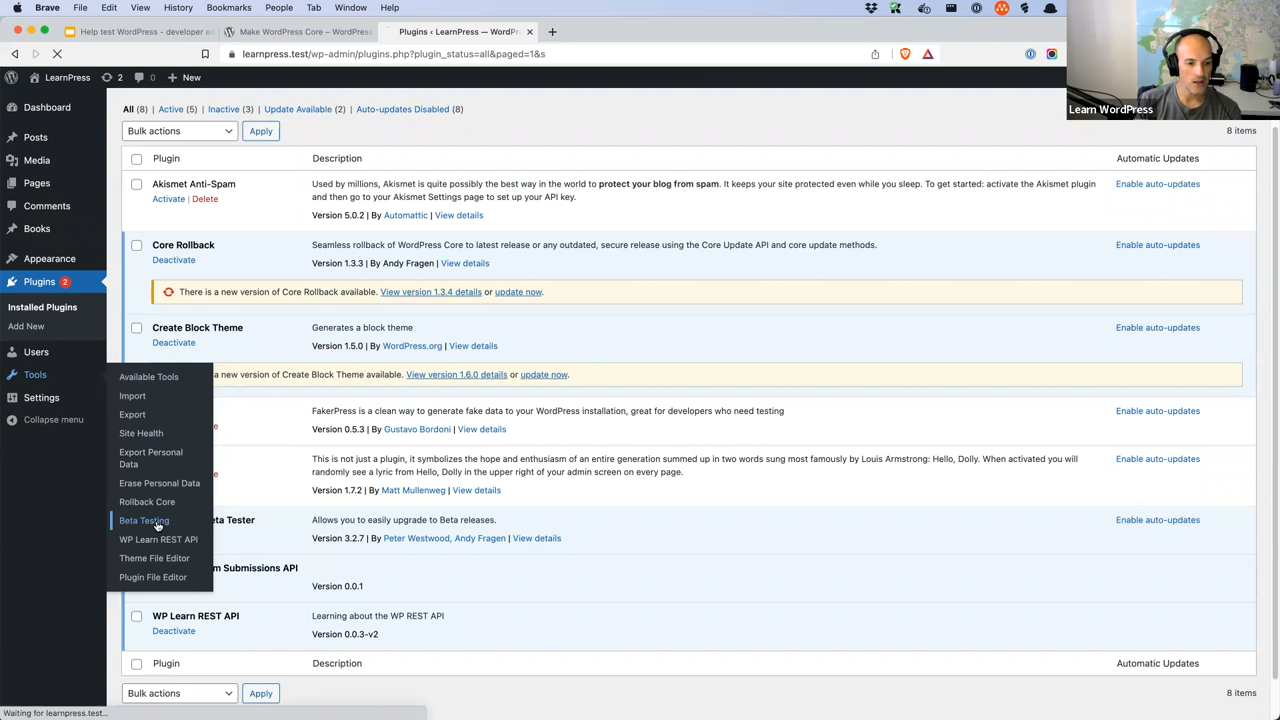 Brave File Edit View History Bookmarks People Tab Window Help
Help test WordPress - developer ed
Make WordPress Core – WordPress
Plugins ‹ LearnPress — WordPr
learnpress.test/wp-admin/plugins.php?plugin_status=all&paged=1&s
LearnPress 2 0 New
Learn WordPress
Dashboard
Posts
Media
Pages
Comments
Books
Appearance
Plugins 2
Installed Plugins
Add New
Users
Tools
Settings
Collapse menu
Available Tools
Import
Export
Site Health
Export Personal
Data
Erase Personal Data
Rollback Core
Beta Testing
WP Learn REST API
Theme File Editor
Plugin File Editor
All (8) | Active (5) | Inactive (3) | Update Available (2) | Auto-updates Disabled (8)
Bulk actions Apply 8 items
Plugin Description Automatic Updates
Akismet Anti-Spam Used by millions, Akismet is quite possibly the best way in the world to protect your blog from spam. It keeps your site protected even while you sleep. To get started: activate the Akismet plugin Enable auto-updates
Activate | Delete and then go to your Akismet Settings page to set up your API key.
Version 5.0.2 | By Automattic | View details
Core Rollback Seamless rollback of WordPress Core to latest release or any outdated, secure release using the Core Update API and core update methods. Enable auto-updates
Deactivate Version 1.3.3 | By Andy Fragen | View details
There is a new version of Core Rollback available. View version 1.3.4 details or update now.
Create Block Theme Generates a block theme Enable auto-updates
Deactivate Version 1.5.0 | By WordPress.org | View details
a new version of Create Block Theme available. View version 1.6.0 details or update now.
FakerPress is a clean way to generate fake data to your WordPress installation, great for developers who need testing Enable auto-updates
e Version 0.5.3 | By Gustavo Bordoni | View details
This is not just a plugin, it symbolizes the hope and enthusiasm of an entire generation summed up in two words sung most famously by Louis Armstrong: Hello, Dolly. When activated you will Enable auto-updates
e randomly see a lyric from Hello, Dolly in the upper right of your admin screen on every page.
Version 1.7.2 | By Matt Mullenweg | View details
eta Tester Allows you to easily upgrade to Beta releases. Enable auto-updates
Version 3.2.7 | By Peter Westwood, Andy Fragen | View details
m Submissions API
Version 0.0.1
WP Learn REST API Learning about the WP REST API
Deactivate Version 0.0.3-v2
Plugin Description Automatic Updates
Bulk actions Apply 8 items
Waiting for learnpress.test...